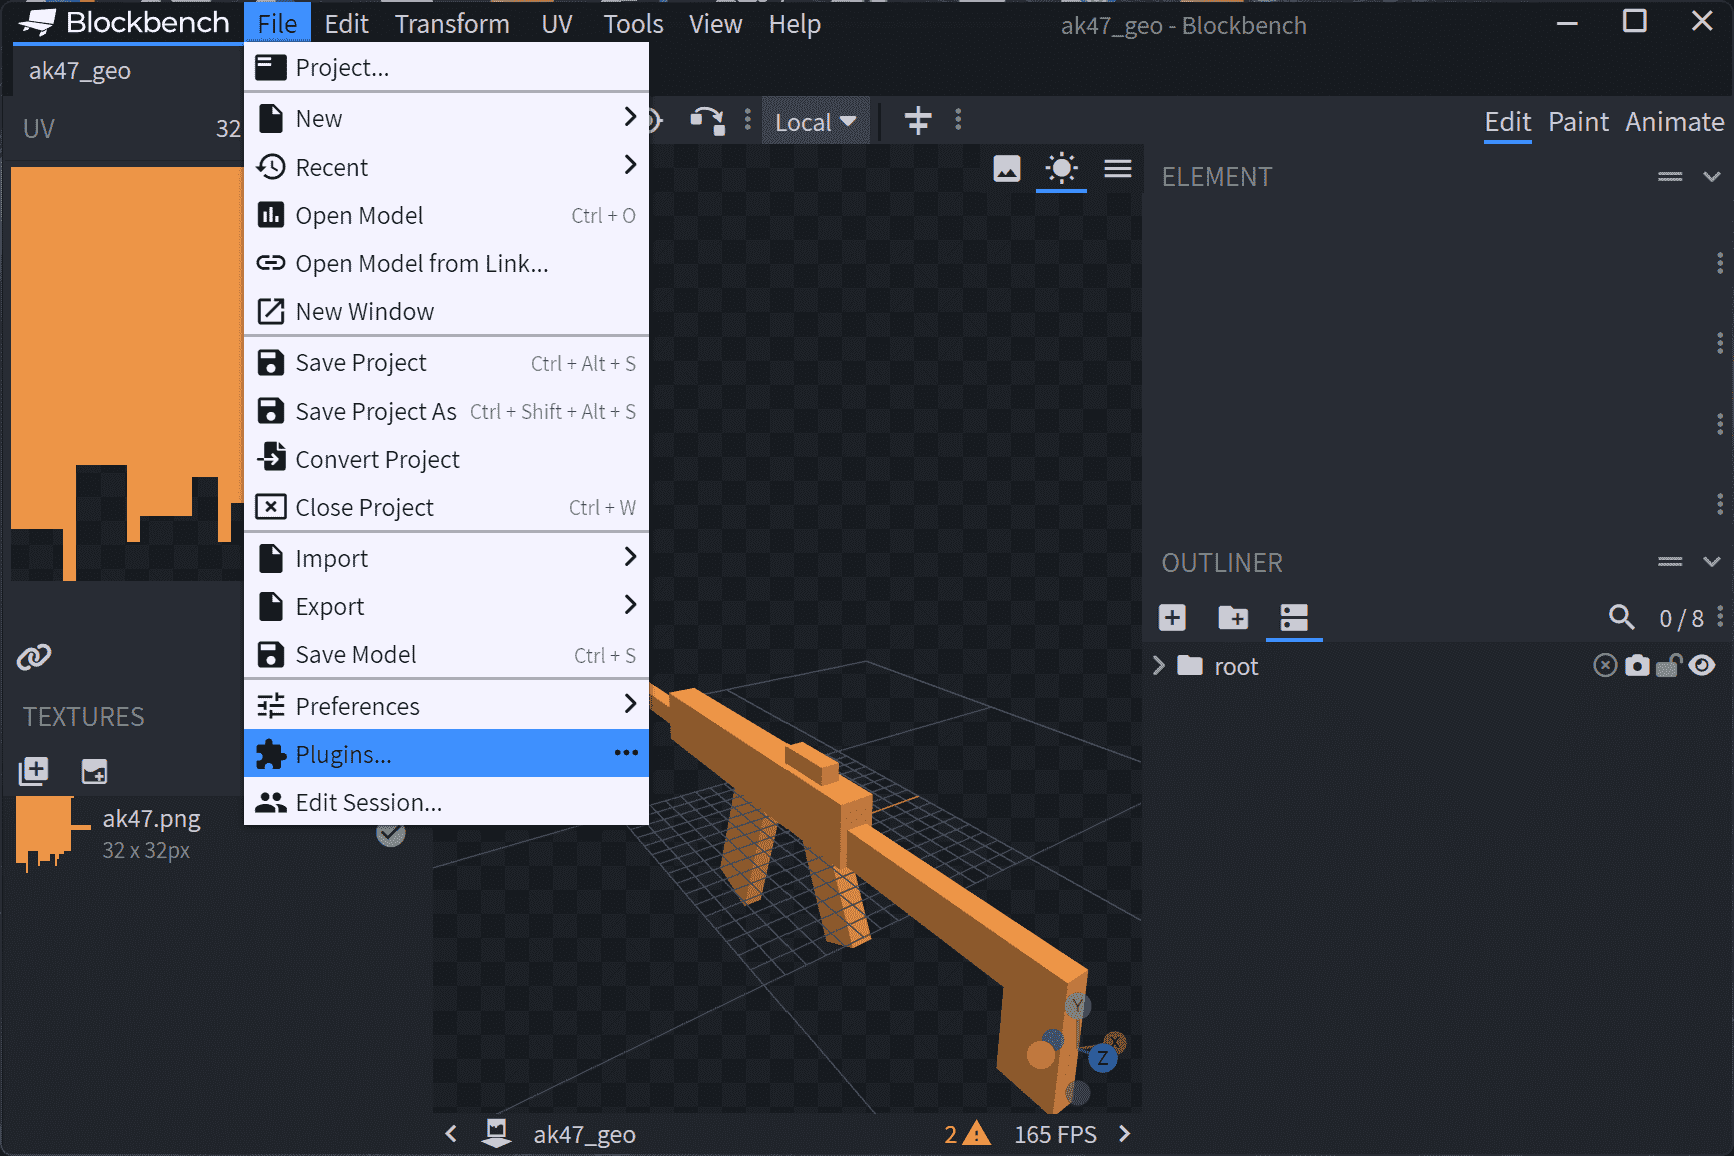 Blockbench File Edit Transform UV Tools View Help ak47_geo - Blockbench
ak47_geo
Project...
UV 32
New
Local
Edit Paint Animate
Recent
ELEMENT
Open Model Ctrl + O
Open Model from Link...
New Window
Save Project Ctrl + Alt + S
Save Project As Ctrl + Shift + Alt + S
Convert Project
Close Project Ctrl + W
Import
OUTLINER
Export
0 / 8
Save Model Ctrl + S
root
Preferences
TEXTURES
Plugins...
Edit Session...
ak47.png
32 x 32px
Y
X
Z
ak47_geo 2 165 FPS